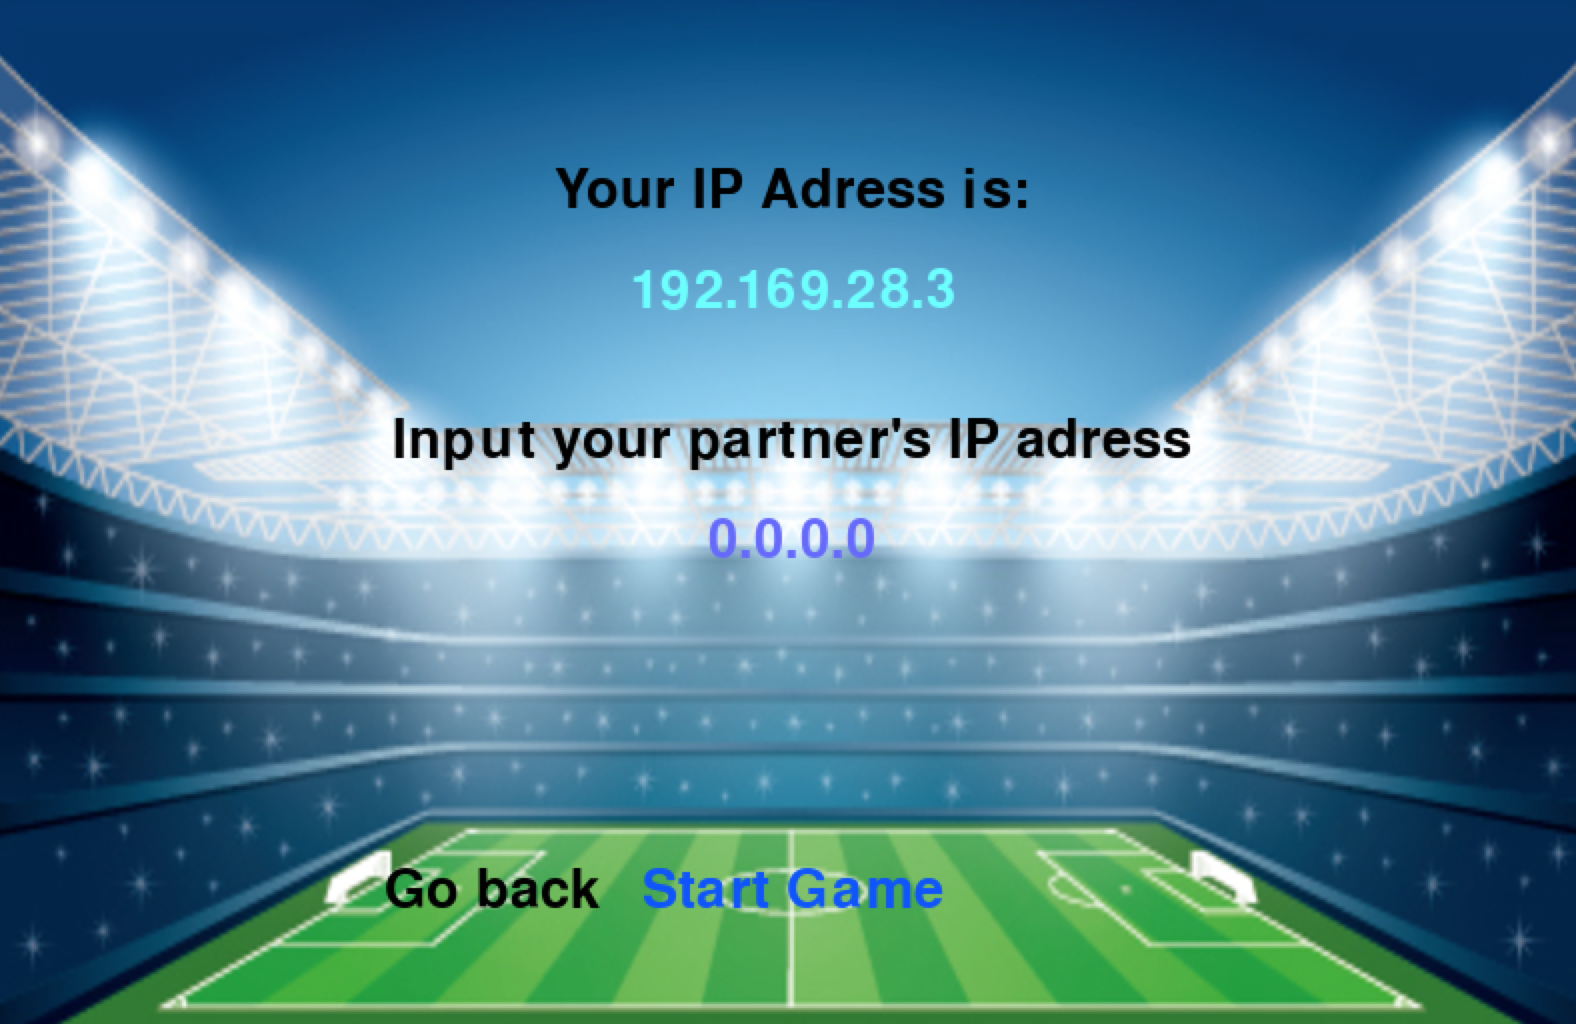 Your IP Adress is:
192.169.28.3
Input your partner's IP adress
0.0.0.0
Go back Start Game